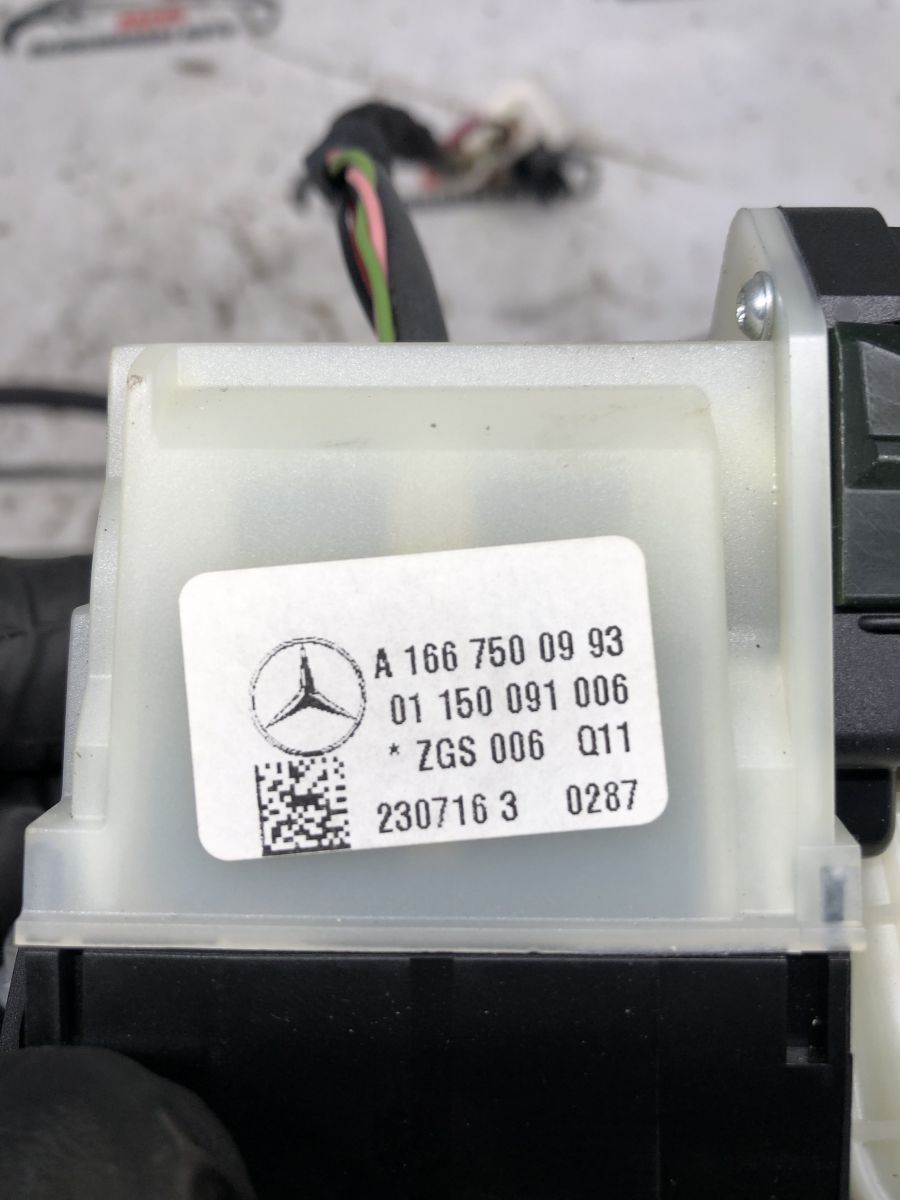 A 166 750 09 93
01 150 091 006
* ZGS 006 Q11
230716 3 0287